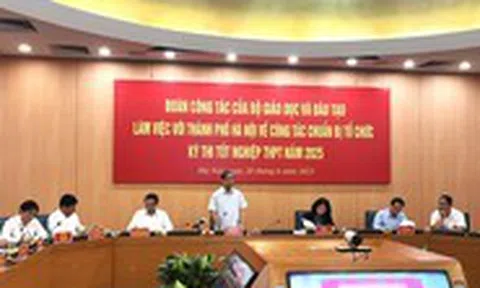 ĐOÀN CÔNG TÁC CỦA BỘ GIÁO DỤC VÀ ĐÀO TẠO
LÀM VIỆC VỚI THÀNH PHỐ HÀ NỘI VỀ CÔNG TÁC CHUẨN BỊ TỔ CHỨC
KỲ THI TỐT NGHIỆP THPT NĂM 2025